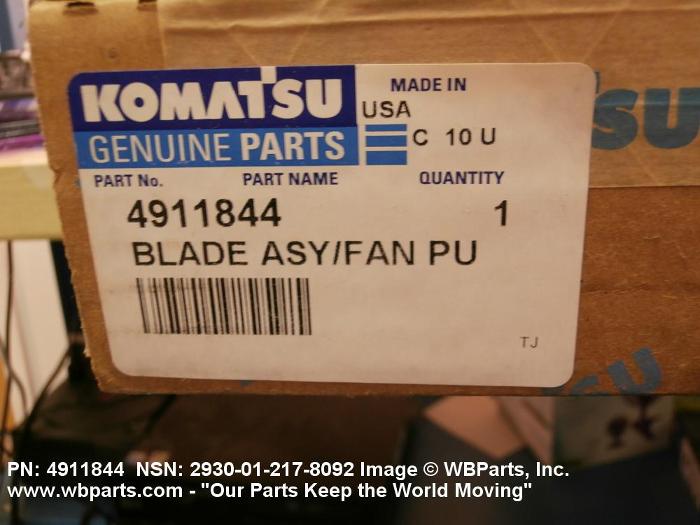 KOMATSU
GENUINE PARTS
MADE IN
USA
C 10 U
PART No. PART NAME QUANTITY
4911844 1
BLADE ASY/FAN PU
TJ
SU
SU
PN: 4911844 NSN: 2930-01-217-8092 Image © WBParts, Inc.
www.wbparts.com - "Our Parts Keep the World Moving"